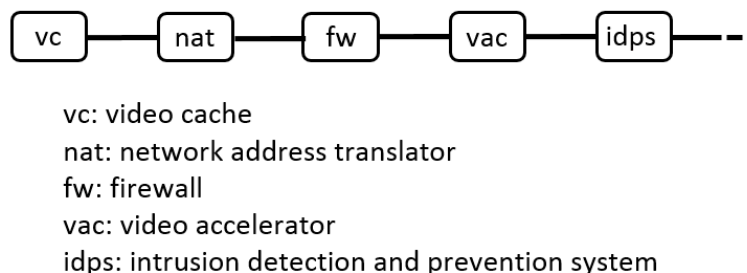 vc nat fw vac idps
vc: video cache
nat: network address translator
fw: firewall
vac: video accelerator
idps: intrusion detection and prevention system